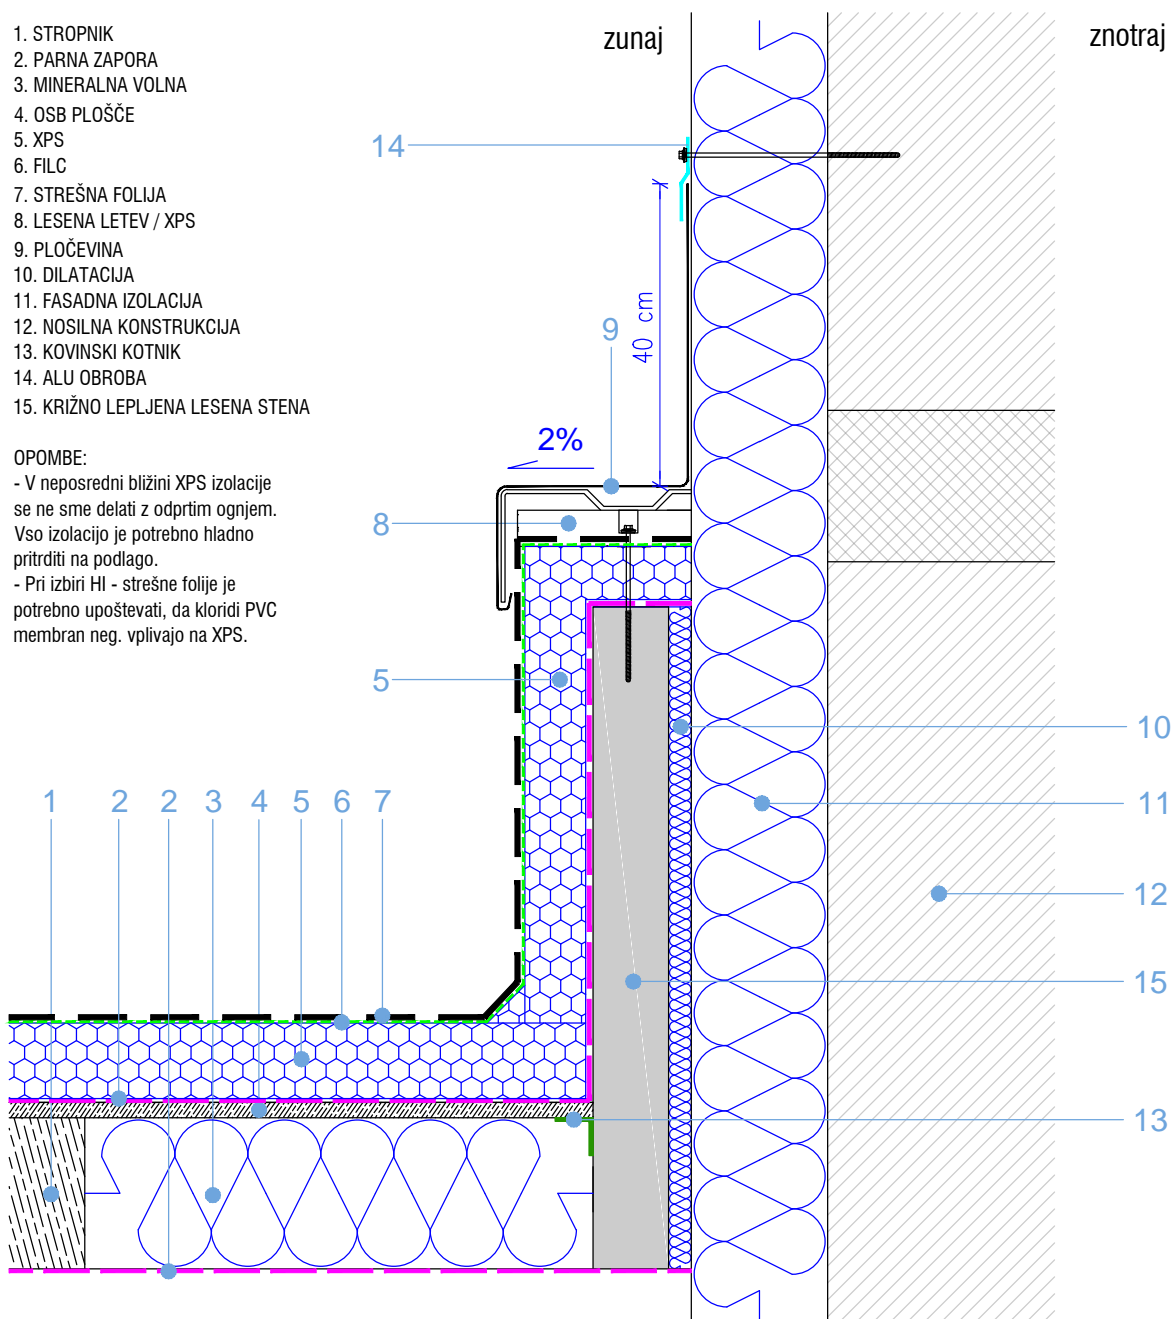 1. STROPNIK
2. PARNA ZAPORA
3. MINERALNA VOLNA
4. OSB PLOŠČE
5. XPS
6. FILC
7. STREŠNA FOLIJA
8. LESENA LETEV / XPS
9. PLOČEVINA
10. DILATACIJA
11. FASADNA IZOLACIJA
12. NOSILNA KONSTRUKCIJA
13. KOVINSKI KOTNIK
14. ALU OBROBA
15. KRIŽNO LEPLJENA LESENA STENA
OPOMBE:
- V neposredni bližini XPS izolacije
se ne sme delati z odprtim ognjem.
Vso izolacijo je potrebno hladno
pritrditi na podlago.
- Pri izbiri HI - strešne folije je
potrebno upoštevati, da kloridi PVC
membran neg. vplivajo na XPS.
zunaj
znotraj
14
40 cm
9
2%
8
5
10
1 2 2 3 4 5 6 7
11
12
15
13